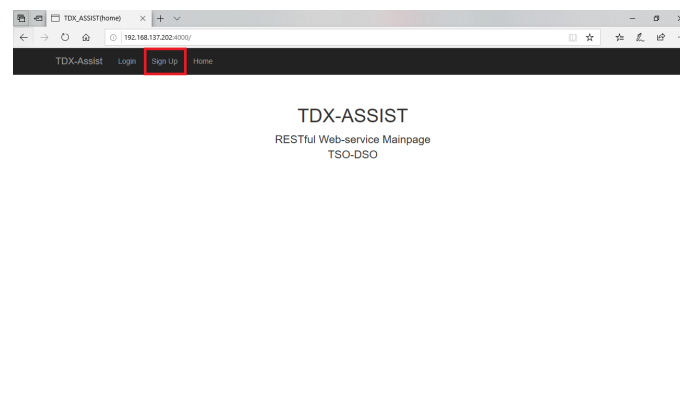 TDX_ASSIST(home)
192.168.137.202:4000/
TDX-Assist Login Sign Up Home
TDX-ASSIST
RESTful Web-service Mainpage
TSO-DSO